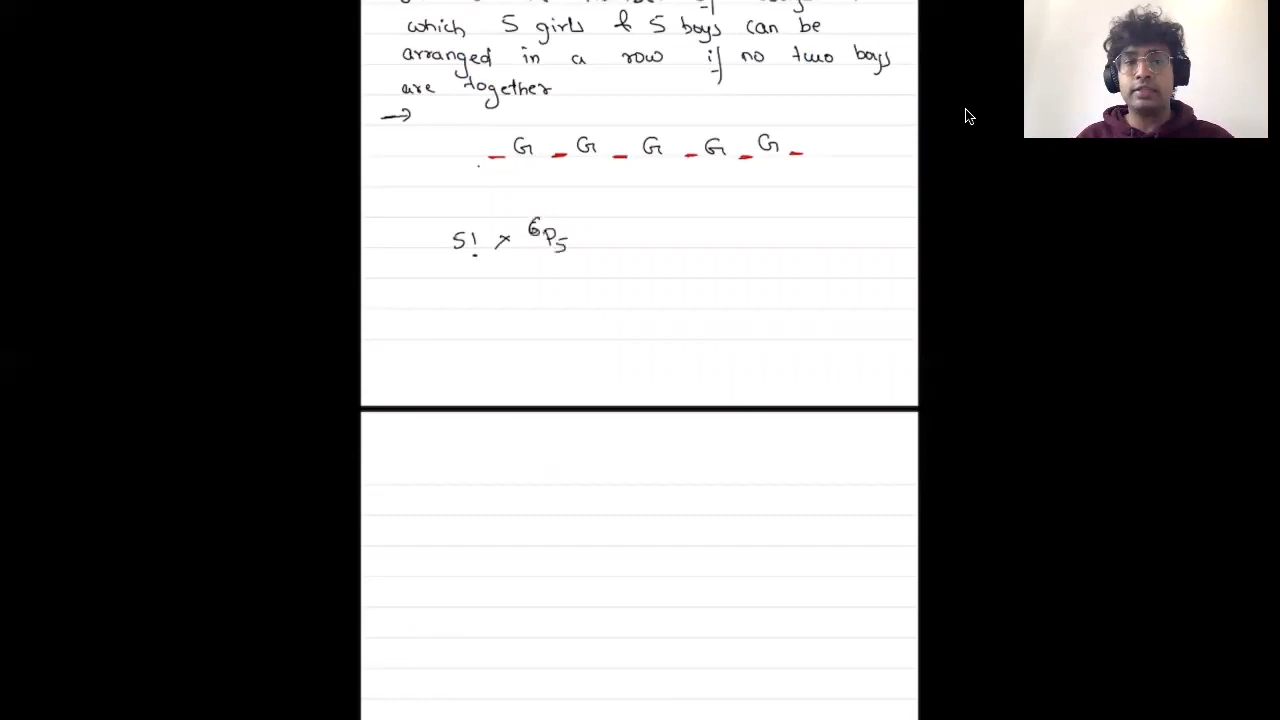 which 5 girls & 5 boys can be
arranged in a row if no two boys
are together
→
_ G _ G _ G _ G _ G _
5! × ⁶P₅